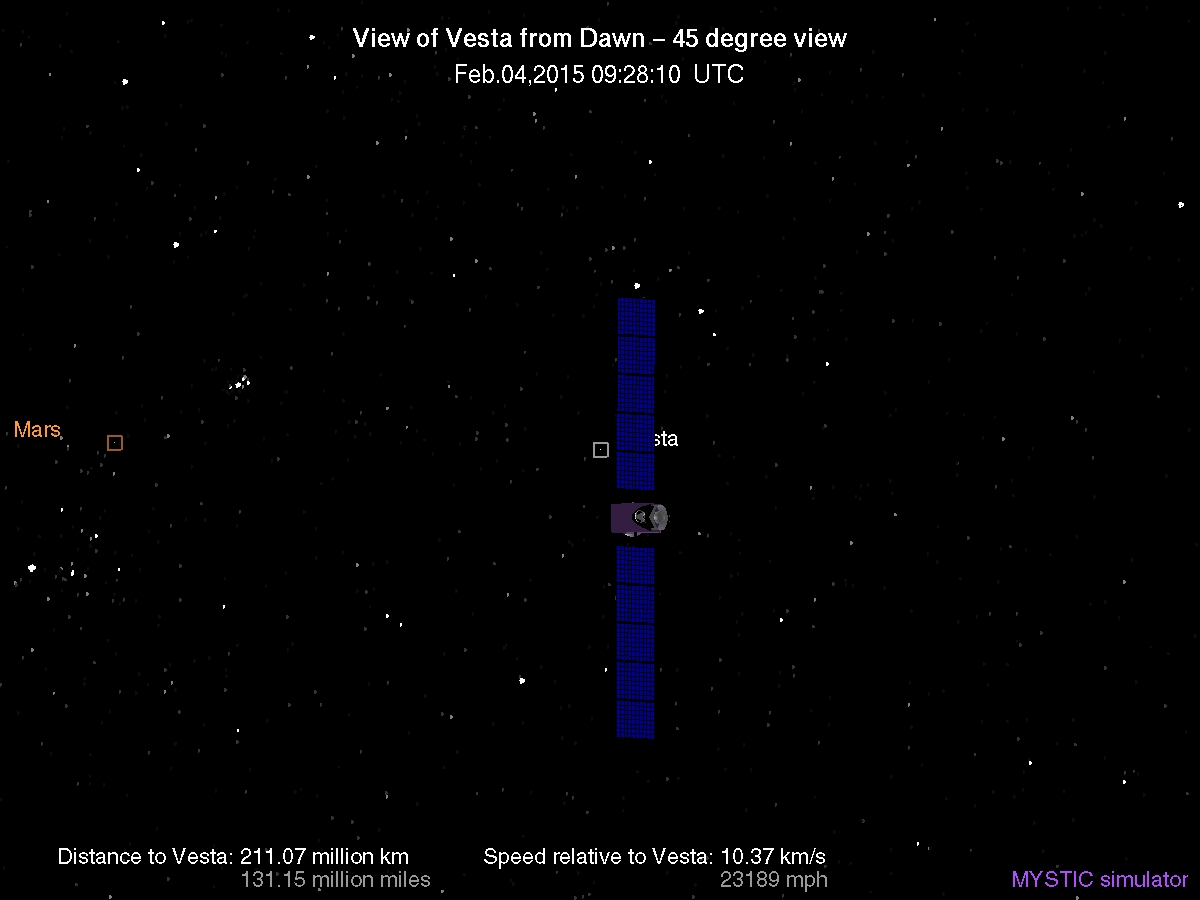 View of Vesta from Dawn – 45 degree view
Feb.04,2015 09:28:10 UTC
Mars
sta
Distance to Vesta: 211.07 million km
131.15 million miles
Speed relative to Vesta: 10.37 km/s
23189 mph
MYSTIC simulator